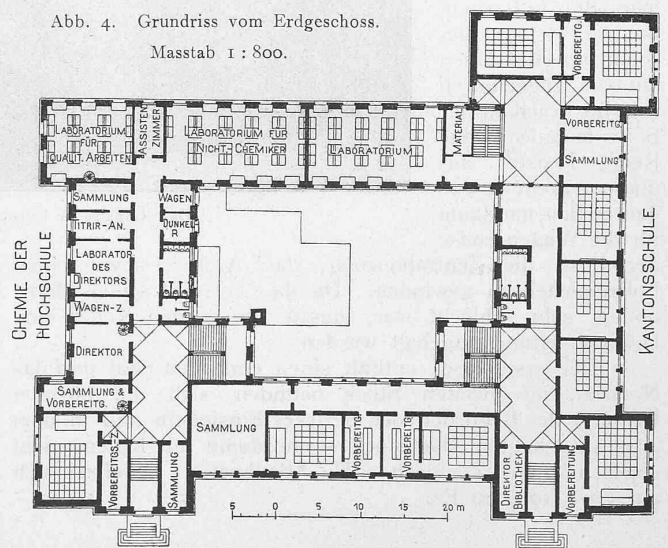 Abb. 4. Grundriss vom Erdgeschoss.
Masstab 1 : 800.
VORBEREITG.
LABORATORIUM
FÜR
QUALIT. ARBEITEN
ASSISTEN
ZIMMER
LABORATORIUM FÜR
NICHT-CHEMIKER
LABORATORIUM
MATERIAL
VORBEREITG
SAMMLUNG
SAMMLUNG
WAGEN
TITRIR-AN.
DUNKEL
R
LABORATOR
DES
DIREKTORS
WAGEN-Z.
DIREKTOR
SAMMLUNG &
VORBEREITG.
CHEMIE DER
HOCHSCHULE
KANTONSSCHULE
VORBEREITGS-Z.
SAMMLUNG
SAMMLUNG
VORBEREITG
VORBEREITG
DIREKTOR
BIBLIOTHEK
VORBEREITUNG
5 0 5 10 15 20 m